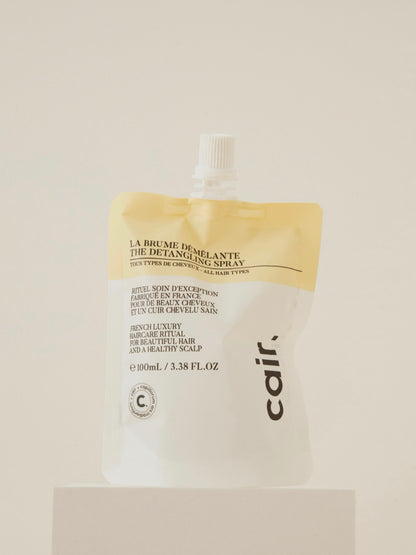 LA BRUME DÉMÊLANTE
THE DETANGLING SPRAY
TOUS TYPES DE CHEVEUX - ALL HAIR TYPES
RITUEL SOIN D'EXCEPTION
FABRIQUÉ EN FRANCE
POUR DE BEAUX CHEVEUX
ET UN CUIR CHEVELU SAIN
FRENCH LUXURY
HAIRCARE RITUAL
FOR BEAUTIFUL HAIR
AND A HEALTHY SCALP
℮ 100mL / 3.38 FL.OZ
C.
cair.